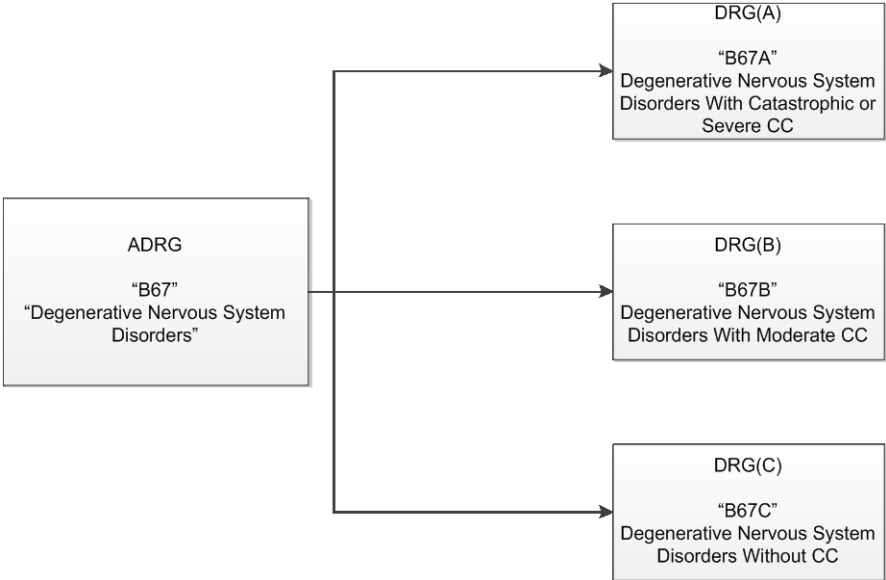 DRG(A)
“B67A”
Degenerative Nervous System
Disorders With Catastrophic or
Severe CC
ADRG
“B67”
“Degenerative Nervous System
Disorders”
DRG(B)
“B67B”
Degenerative Nervous System
Disorders With Moderate CC
DRG(C)
“B67C”
Degenerative Nervous System
Disorders Without CC